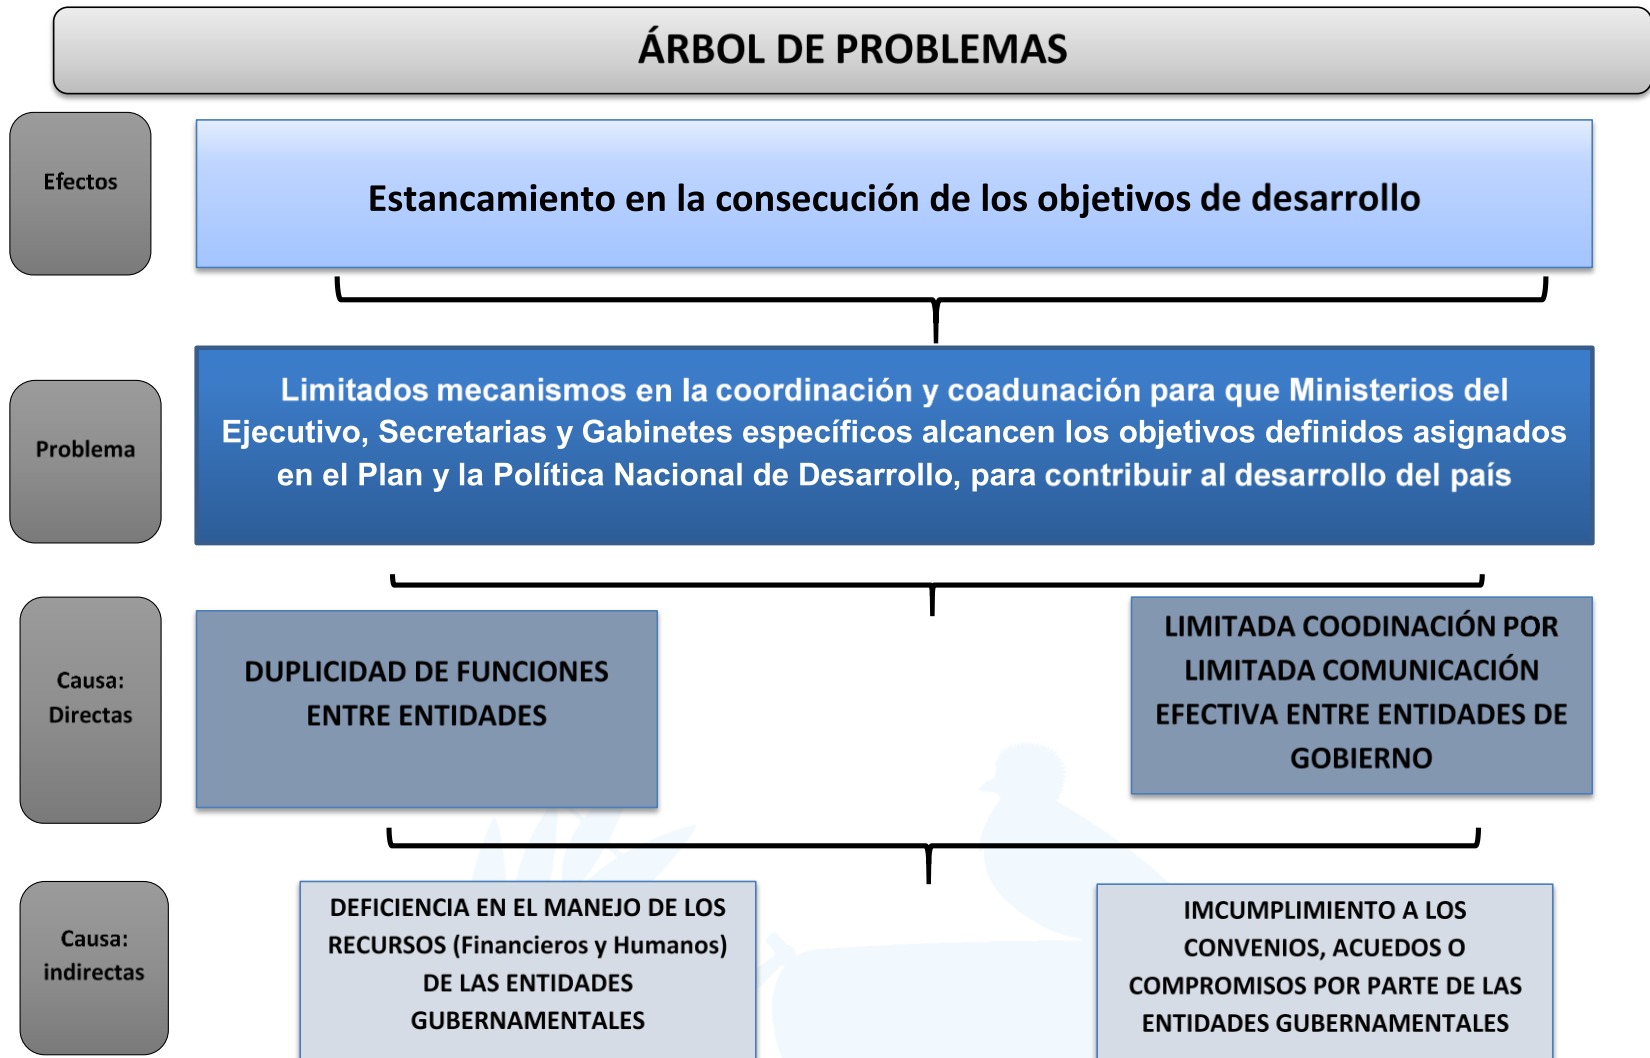 ÁRBOL DE PROBLEMAS
Efectos
Estancamiento en la consecución de los objetivos de desarrollo
Problema
Limitados mecanismos en la coordinación y coadunación para que Ministerios del
Ejecutivo, Secretarias y Gabinetes específicos alcancen los objetivos definidos asignados
en el Plan y la Política Nacional de Desarrollo, para contribuir al desarrollo del país
Causa:
Directas
DUPLICIDAD DE FUNCIONES
ENTRE ENTIDADES
LIMITADA COODINACIÓN POR
LIMITADA COMUNICACIÓN
EFECTIVA ENTRE ENTIDADES DE
GOBIERNO
Causa:
indirectas
DEFICIENCIA EN EL MANEJO DE LOS
RECURSOS (Financieros y Humanos)
DE LAS ENTIDADES
GUBERNAMENTALES
IMCUMPLIMIENTO A LOS
CONVENIOS, ACUEDOS O
COMPROMISOS POR PARTE DE LAS
ENTIDADES GUBERNAMENTALES